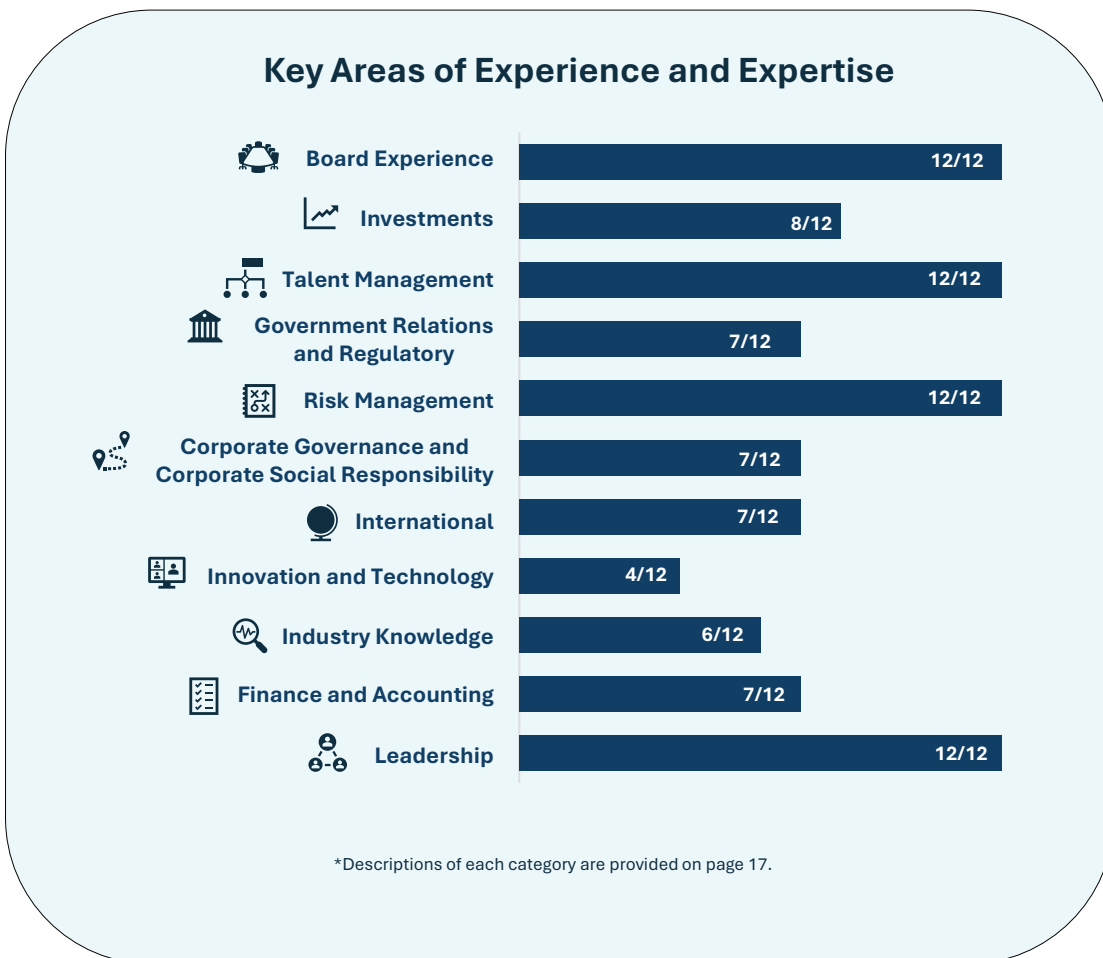 Key Areas of Experience and Expertise
Board Experience
12/12
Investments
8/12
Talent Management
12/12
Government Relations
and Regulatory
7/12
Risk Management
12/12
Corporate Governance and
Corporate Social Responsibility
7/12
International
7/12
Innovation and Technology
4/12
Industry Knowledge
6/12
Finance and Accounting
7/12
Leadership
12/12
*Descriptions of each category are provided on page 17.